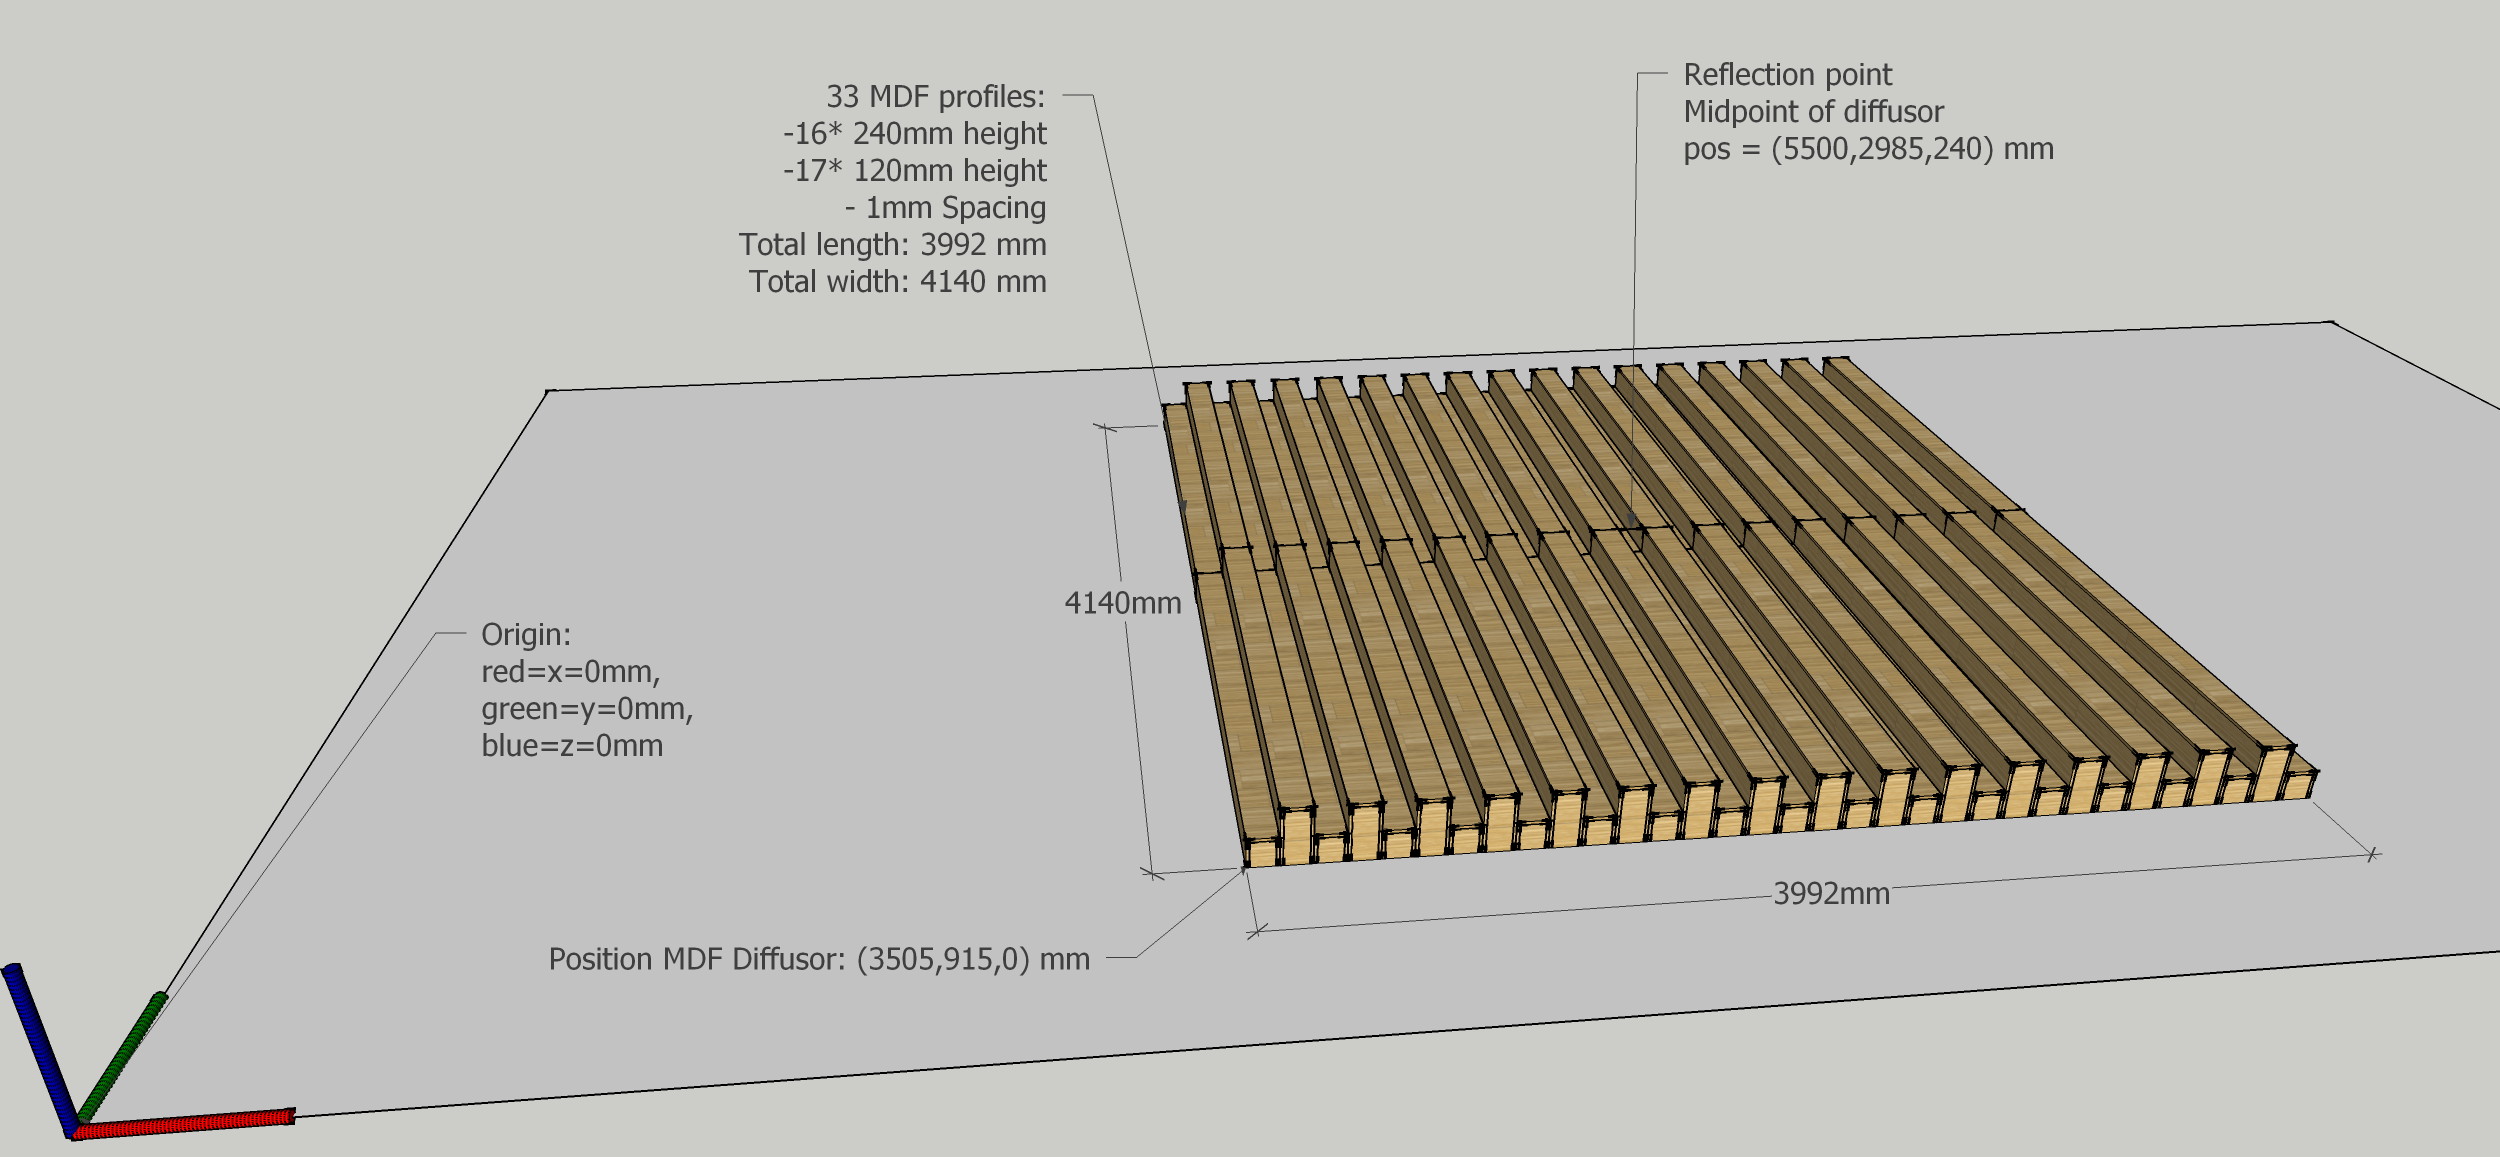 33 MDF profiles:
-16* 240mm height
-17* 120mm height
- 1mm Spacing
Total length: 3992 mm
Total width: 4140 mm
Reflection point
Midpoint of diffusor
pos = (5500,2985,240) mm
4140mm
Origin:
red=x=0mm,
green=y=0mm,
blue=z=0mm
3992mm
Position MDF Diffusor: (3505,915,0) mm